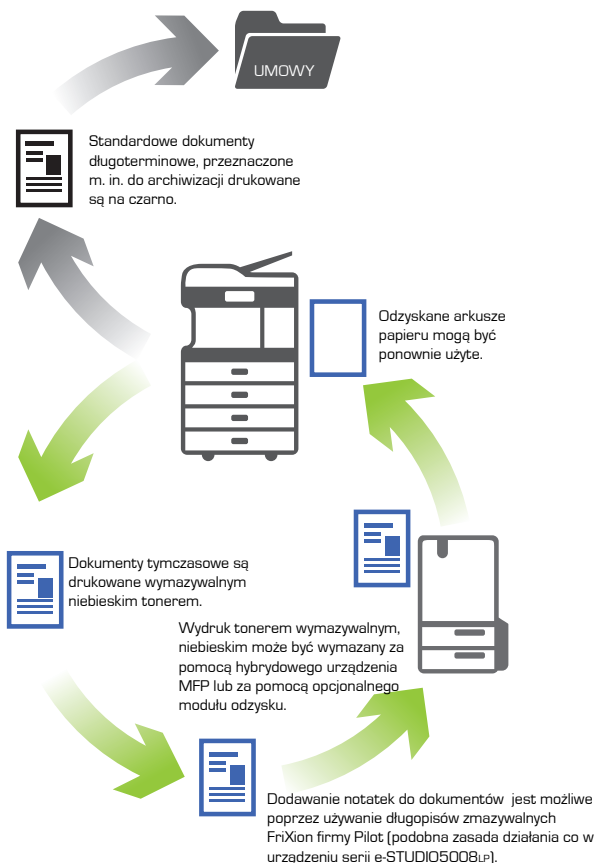 UMOWY
Standardowe dokumenty
długoterminowe, przeznaczone
m. in. do archiwizacji drukowane
są na czarno.
Odzyskane arkusze
papieru mogą być
ponownie użyte.
Dokumenty tymczasowe są
drukowane wymazywalnym
niebieskim tonerem.
Wydruk tonerem wymazywalnym,
niebieskim może być wymazany za
pomocą hybrydowego urządzenia
MFP lub za pomocą opcjonalnego
modułu odzysku.
Dodawanie notatek do dokumentów jest możliwe
poprzez używanie długopisów zmazywalnych
FriXion firmy Pilot (podobna zasada działania co w
urządzeniu serii e-STUDIO5008LP).